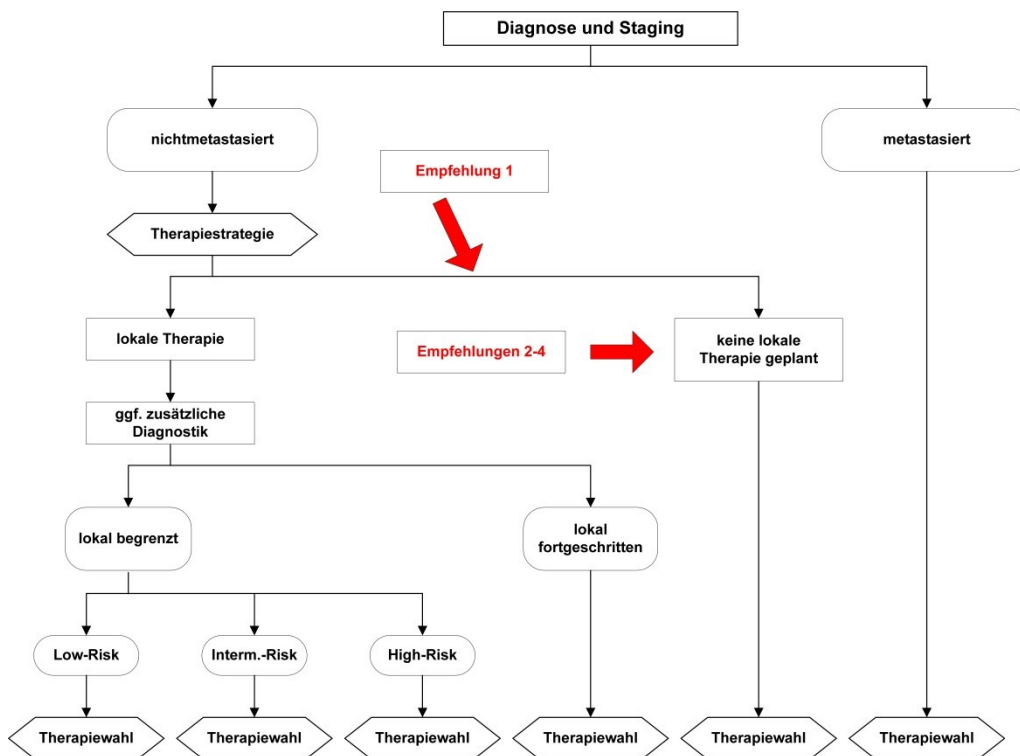 Diagnose und Staging
nichtmetastasiert
metastasiert
Empfehlung 1
Therapiestrategie
lokale Therapie
Empfehlungen 2-4
keine lokale
Therapie geplant
ggf. zusätzliche
Diagnostik
lokal begrenzt
lokal
fortgeschritten
Low-Risk
Interm.-Risk
High-Risk
Therapiewahl
Therapiewahl
Therapiewahl
Therapiewahl
Therapiewahl
Therapiewahl